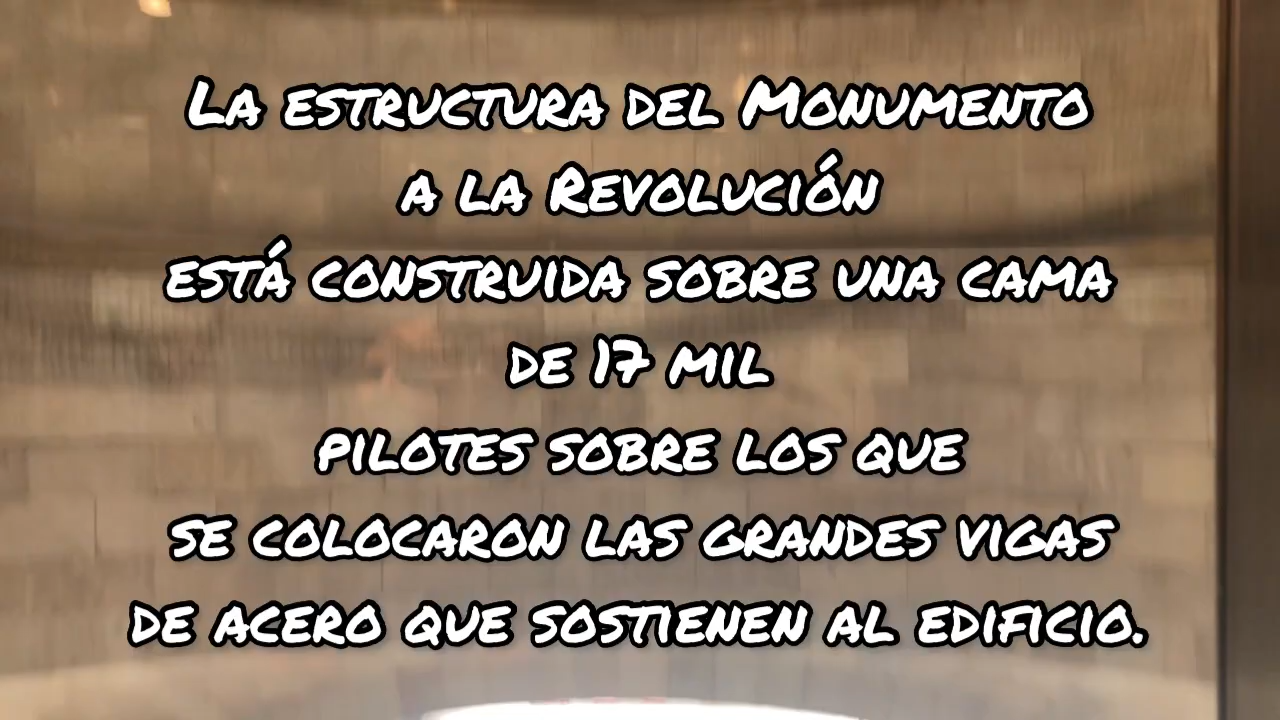 La estructura del Monumento
a la Revolución
está construida sobre una cama
de 17 mil
pilotes sobre los que
se colocaron las grandes vigas
de acero que sostienen al edificio.